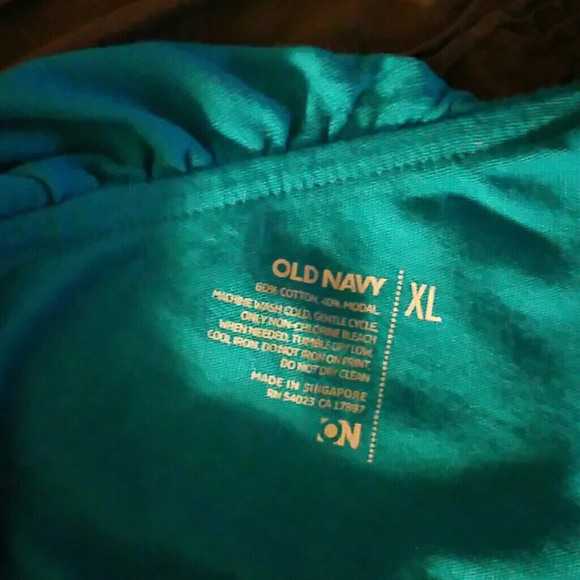 OLD NAVY
60% COTTON, 40% MODAL.
MACHINE WASH COLD, GENTLE CYCLE.
ONLY NON-CHLORINE BLEACH
WHEN NEEDED, TUMBLE DRY LOW,
COOL IRON, DO NOT IRON ON PRINT,
DO NOT DRY CLEAN
MADE IN SINGAPORE
RN 54023 CA 17897
ON
XL